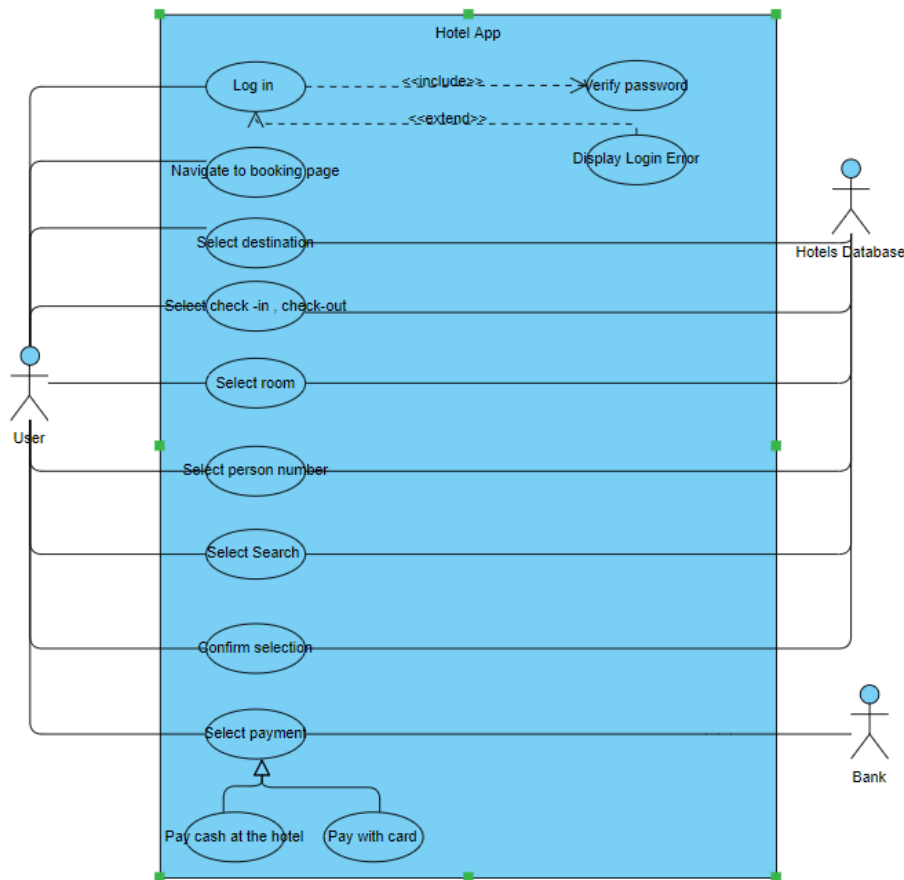 Hotel App
Log in
<<include>>
Verify password
<<extend>>
Display Login Error
Navigate to booking page
Select destination
Hotels Database
Select check -in , check-out
Select room
User
Select person number
Select Search
Confirm selection
Select payment
Bank
Pay cash at the hotel
Pay with card